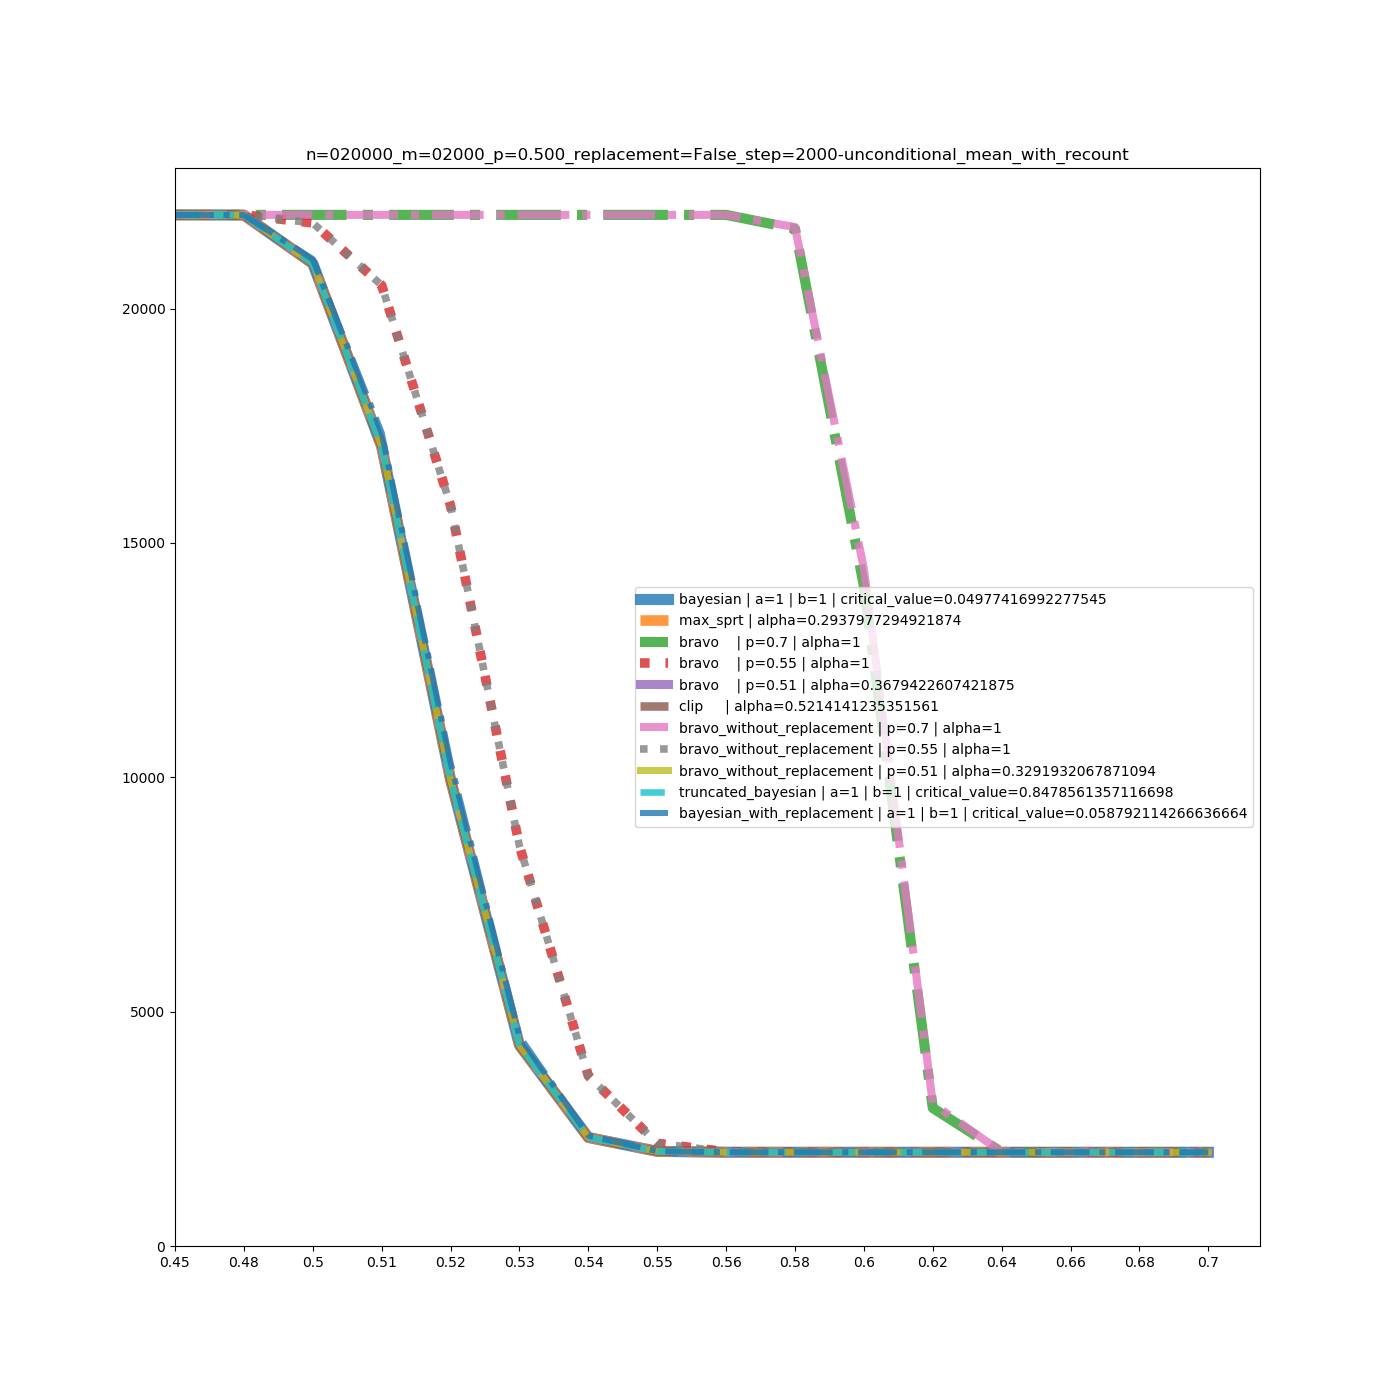 n=020000_m=02000_p=0.500_replacement=False_step=2000-unconditional_mean_with_recount
20000
15000
10000
5000
0
bayesian | a=1 | b=1 | critical_value=0.04977416992277545
max_sprt | alpha=0.2937977294921874
bravo    | p=0.7 | alpha=1
bravo    | p=0.55 | alpha=1
bravo    | p=0.51 | alpha=0.3679422607421875
clip     | alpha=0.5214141235351561
bravo_without_replacement | p=0.7 | alpha=1
bravo_without_replacement | p=0.55 | alpha=1
bravo_without_replacement | p=0.51 | alpha=0.3291932067871094
truncated_bayesian | a=1 | b=1 | critical_value=0.8478561357116698
bayesian_with_replacement | a=1 | b=1 | critical_value=0.058792114266636664
0.45 0.48 0.5 0.51 0.52 0.53 0.54 0.55 0.56 0.58 0.6 0.62 0.64 0.66 0.68 0.7